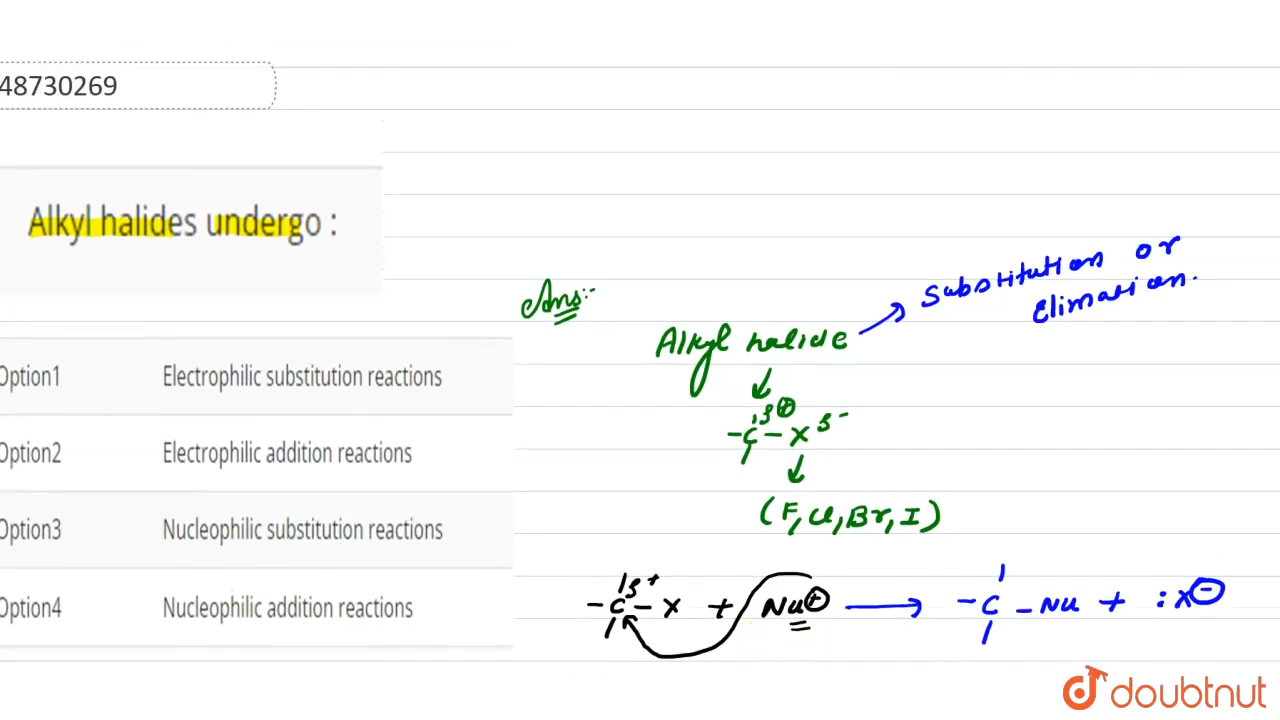 48730269
Alkyl halides undergo :
Option1 Electrophilic substitution reactions
Option2 Electrophilic addition reactions
Option3 Nucleophilic substitution reactions
Option4 Nucleophilic addition reactions
Ans:-
Alkyl halide
Substitution or
Elimation.
-C-X δ⊕ δ-
(F, Cl, Br, I)
-C-X δ+ + Nu⊕ → -C-Nu + :X⊖
doubtnut